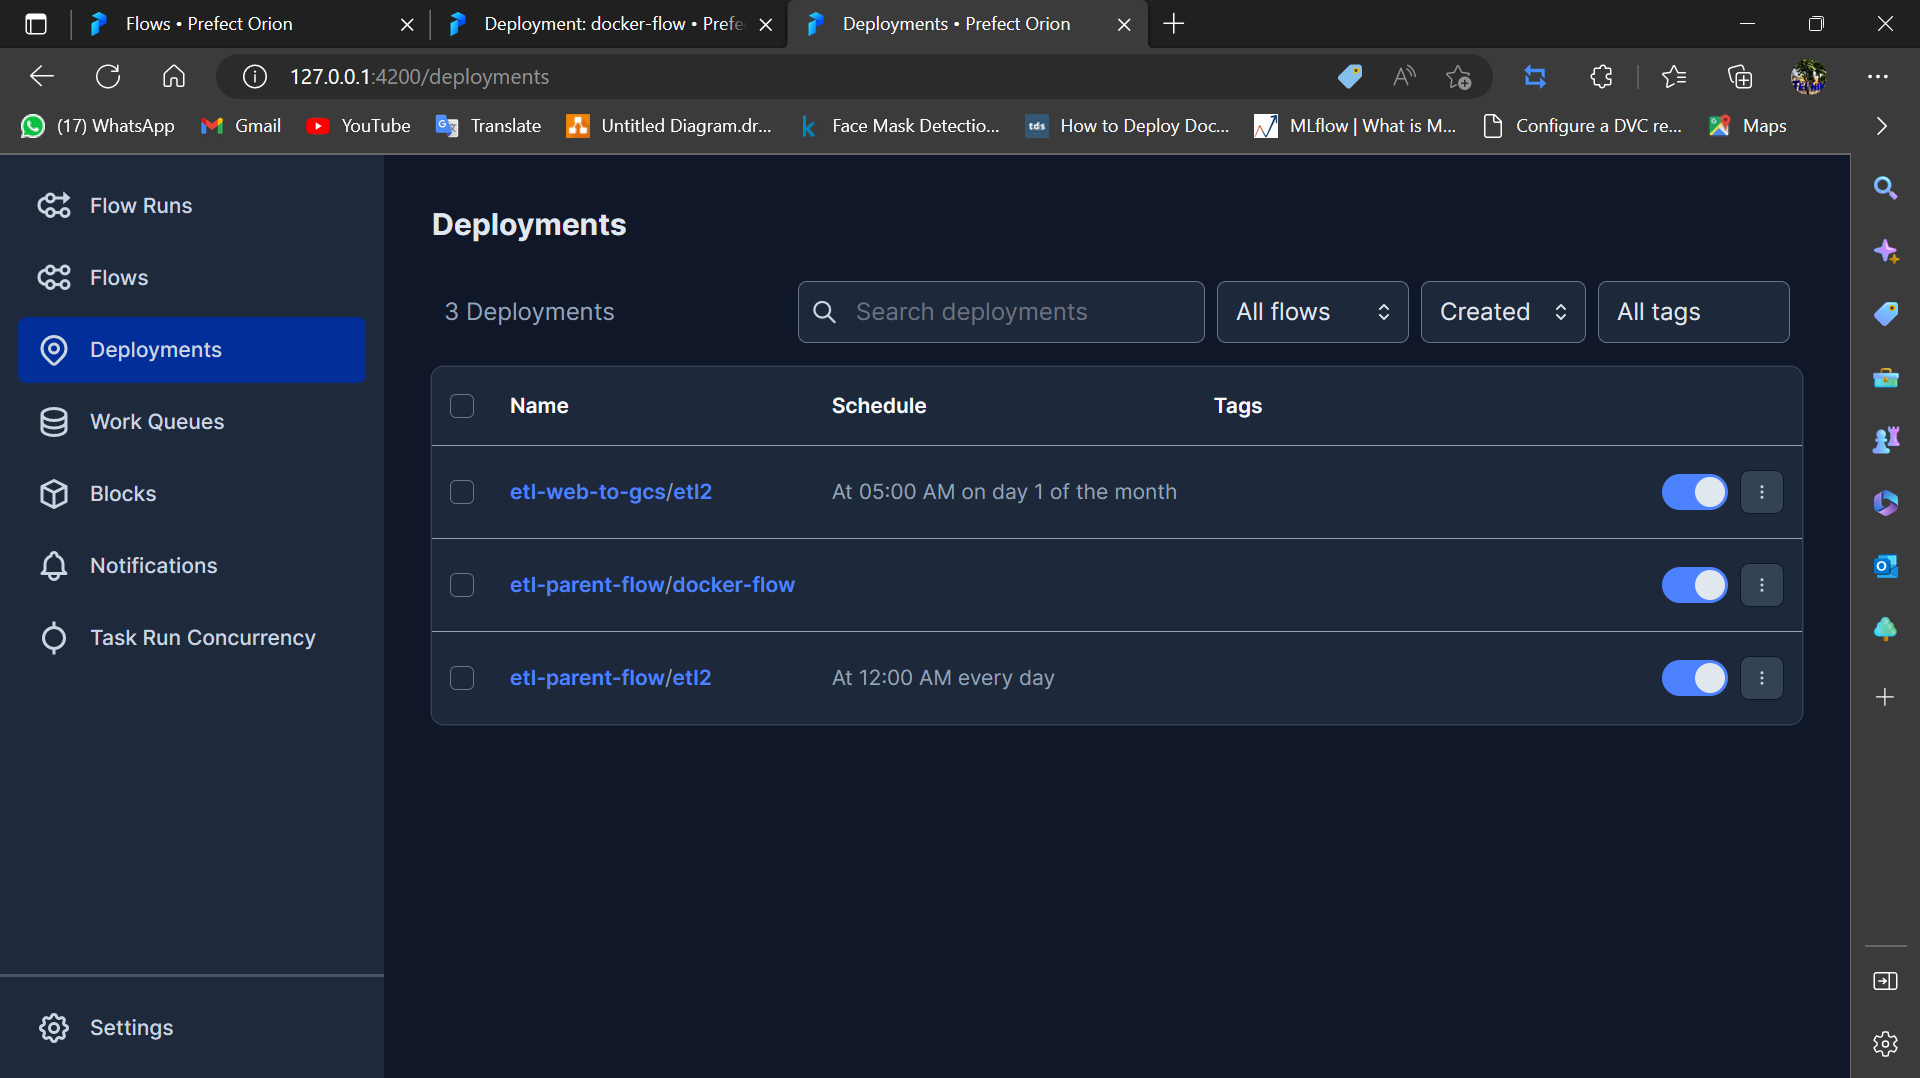 Flows • Prefect Orion
Deployment: docker-flow • Prefe
Deployments • Prefect Orion
127.0.0.1:4200/deployments
(17) WhatsApp
Gmail
YouTube
Translate
Untitled Diagram.dr...
Face Mask Detectio...
tds
How to Deploy Doc...
MLflow | What is M...
Configure a DVC re...
Maps
Flow Runs
Flows
Deployments
Work Queues
Blocks
Notifications
Task Run Concurrency
Settings
Deployments
3 Deployments
Search deployments
All flows
Created
All tags
Name Schedule Tags
etl-web-to-gcs/etl2 At 05:00 AM on day 1 of the month
etl-parent-flow/docker-flow
etl-parent-flow/etl2 At 12:00 AM every day